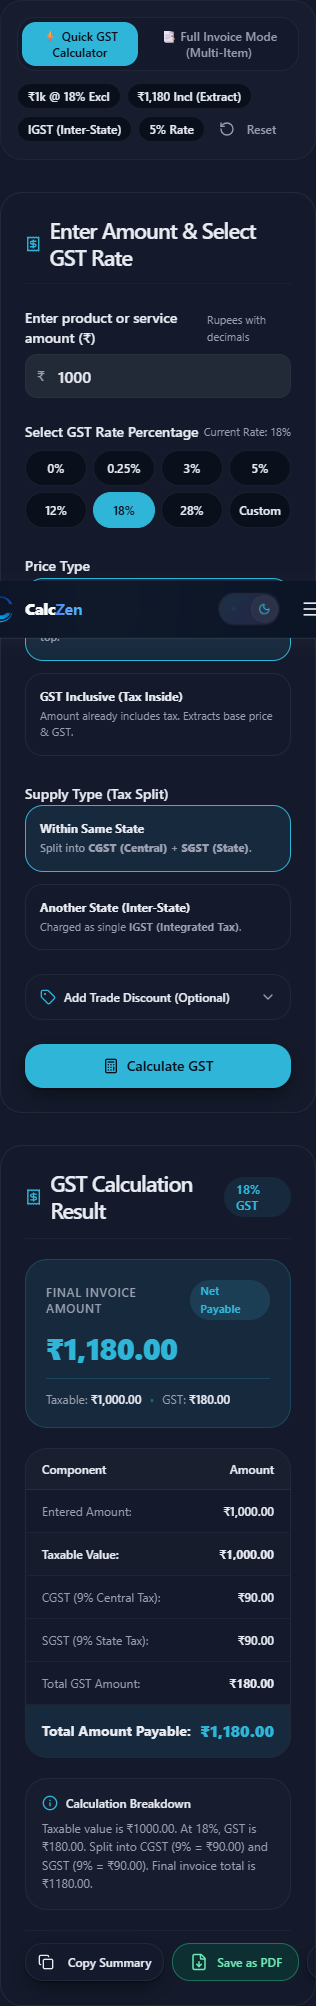 ⚡ Quick GST
Calculator
Full Invoice Mode
(Multi-Item)
₹1k @ 18% Excl
₹1,180 Incl (Extract)
IGST (Inter-State)
5% Rate
Reset
Enter Amount & Select
GST Rate
Enter product or service
amount (₹)
Rupees with
decimals
₹ 1000
Select GST Rate Percentage
Current Rate: 18%
0%
0.25%
3%
5%
12%
18%
28%
Custom
Price Type
CalcZen
top.
GST Inclusive (Tax Inside)
Amount already includes tax. Extracts base price
& GST.
Supply Type (Tax Split)
Within Same State
Split into CGST (Central) + SGST (State).
Another State (Inter-State)
Charged as single IGST (Integrated Tax).
Add Trade Discount (Optional)
Calculate GST
GST Calculation
Result
18%
GST
FINAL INVOICE
AMOUNT
Net
Payable
₹1,180.00
Taxable: ₹1,000.00 • GST: ₹180.00
Component Amount
Entered Amount: ₹1,000.00
Taxable Value: ₹1,000.00
CGST (9% Central Tax): ₹90.00
SGST (9% State Tax): ₹90.00
Total GST Amount: ₹180.00
Total Amount Payable: ₹1,180.00
Calculation Breakdown
Taxable value is ₹1000.00. At 18%, GST is
₹180.00. Split into CGST (9% = ₹90.00) and
SGST (9% = ₹90.00). Final invoice total is
₹1180.00.
Copy Summary
Save as PDF